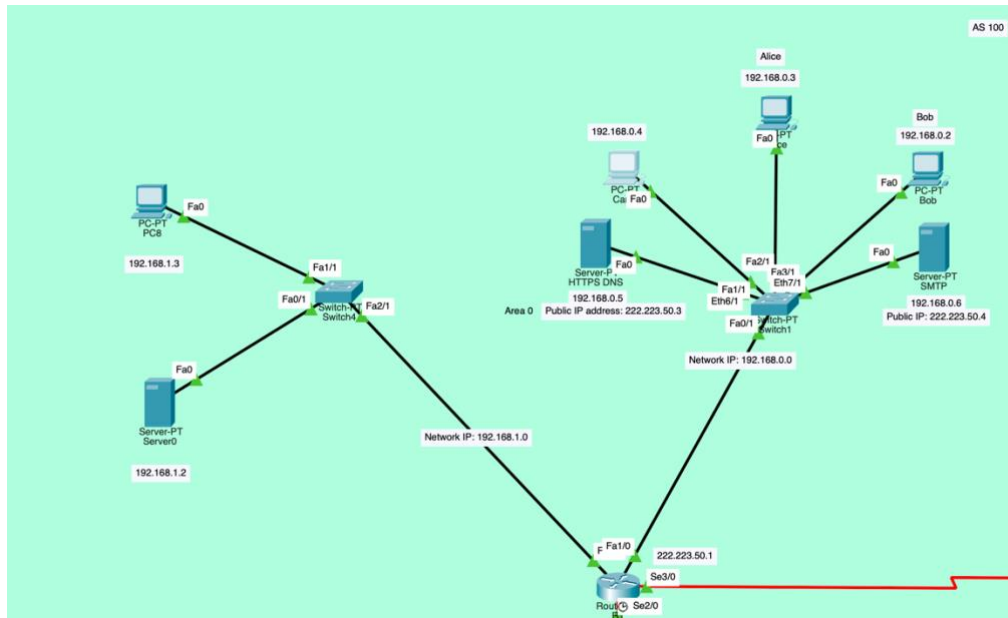 AS 100
Alice
192.168.0.3
Fa0
192.168.0.4
PC-PT
Fa0
Bob
192.168.0.2
Fa0
PC-PT
Bob
Fa0
PC-PT
PC8
192.168.1.3
Fa1/1
Fa0/1
Fa2/1
Switch4
Fa0
Server-PT
Server0
192.168.1.2
Fa0
HTTPS DNS
192.168.0.5
Area 0
Public IP address: 222.223.50.3
Fa2/1
Fa3/1
Fa1/1
Eth7/1
Eth6/1
Fa0/1
Switch1
Fa0
Server-PT
SMTP
192.168.0.6
Public IP: 222.223.50.4
Network IP: 192.168.0.0
Network IP: 192.168.1.0
Fa1/0
222.223.50.1
Se3/0
Se2/0